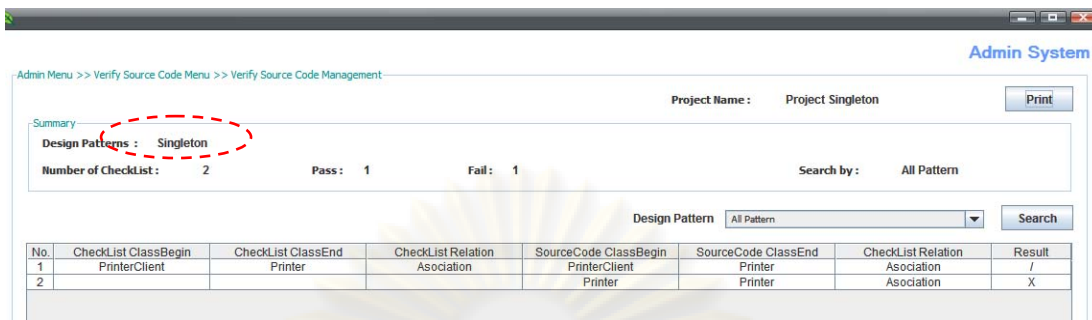 Admin System
Admin Menu >> Verify Source Code Menu >> Verify Source Code Management
Project Name : Project Singleton Print
Summary
Design Patterns : Singleton
Number of CheckList : 2 Pass : 1 Fail : 1 Search by : All Pattern
Design Pattern All Pattern Search
No. CheckList ClassBegin CheckList ClassEnd CheckList Relation SourceCode ClassBegin SourceCode ClassEnd CheckList Relation Result
1 PrinterClient Printer Asociation PrinterClient Printer Asociation /
2 Printer Printer Asociation X